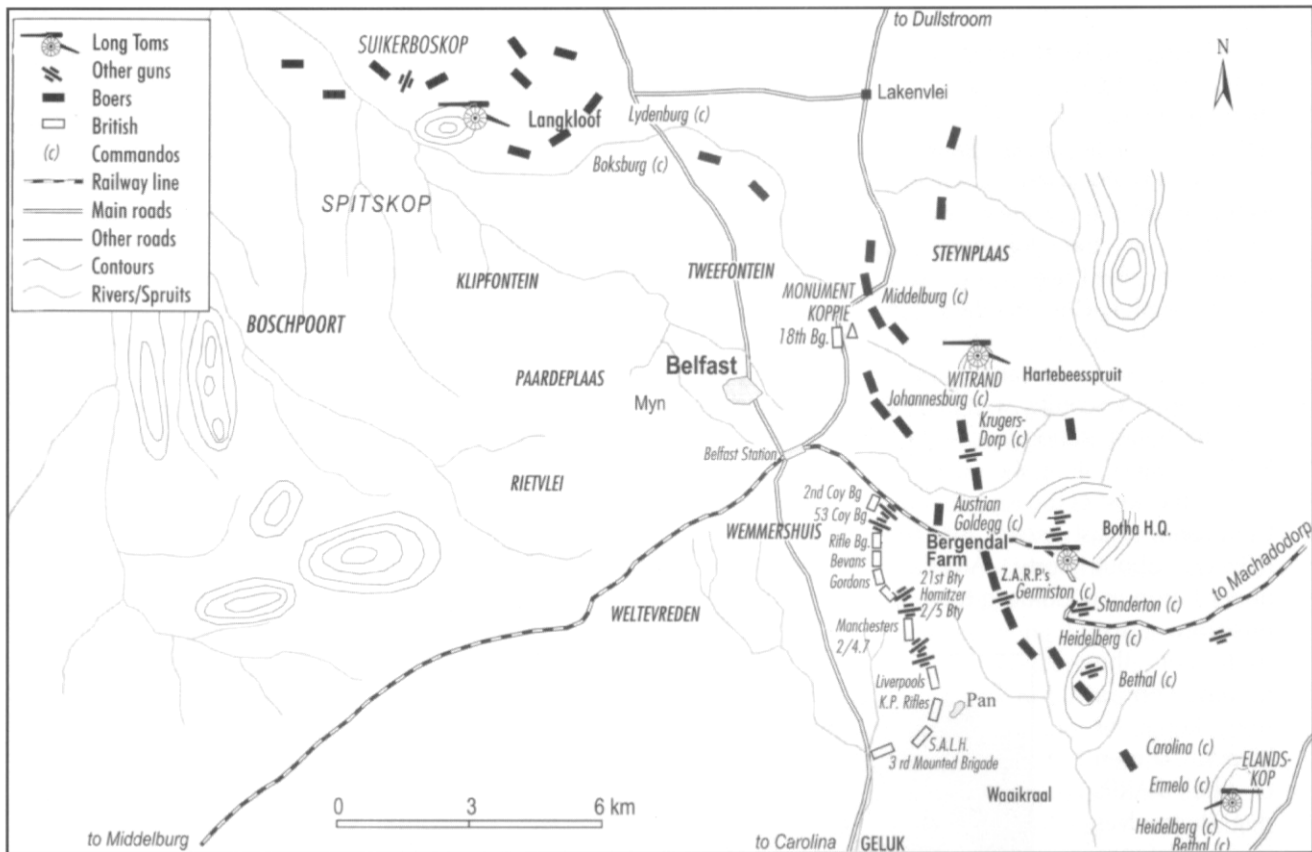 Long Toms
Other guns
Boers
British
(c) Commandos
Railway line
Main roads
Other roads
Contours
Rivers/Spruits
to Dullstroom
N
SUIKERBOSKOP
Langkloof
Lydenburg (c)
Lakenvlei
Boksburg (c)
SPITSKOP
STEYNPLAAS
TWEEFONTEIN
KLIPFONTEIN
MONUMENT
KOPPIE
18th Bg.
Middelburg (c)
BOSCHPOORT
Belfast
PAARDEPLAAS
Myn
WITRAND
Hartebeesspruit
Johannesburg (c)
Krugers-
Dorp (c)
Belfast Station
RIETVLEI
2nd Coy Bg
53 Coy Bg
Rifle Bg.
Bevans
Gordons
Austrian
Goldegg (c)
Botha H.Q.
WEMMERSHUIS
Bergendal
Farm
21st Bty
Hornitzer
2/5 Bty
Z.A.R.P.'s
Germiston (c)
Standerton (c)
to Machadodorp
WELTEVREDEN
Manchesters
2/4.7
Heidelberg (c)
Bethal (c)
Liverpools
K.P. Rifles
Pan
S.A.L.H.
3 rd Mounted Brigade
Carolina (c)
ELANDS-
KOP
Ermelo (c)
Waaikraal
Heidelberg (c)
Bethal (c)
0 3 6 km
to Middelburg
to Carolina
GELUK